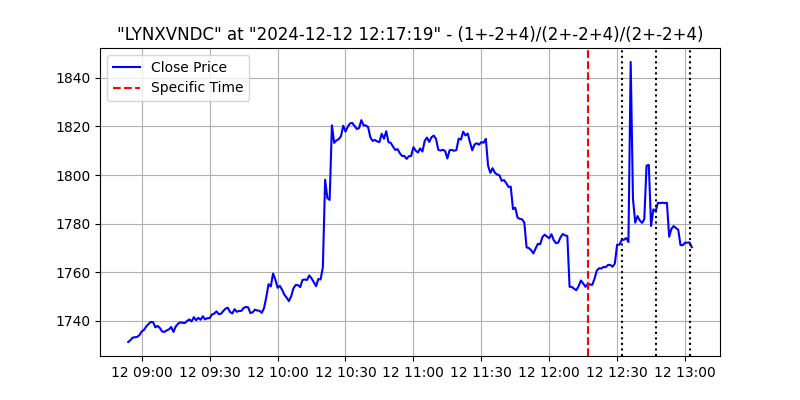 "LYNXVNDC" at "2024-12-12 12:17:19" - (1+-2+4)/(2+-2+4)/(2+-2+4)
Close Price
Specific Time
1840
1820
1800
1780
1760
1740
12 09:00 12 09:30 12 10:00 12 10:30 12 11:00 12 11:30 12 12:00 12 12:30 12 13:00